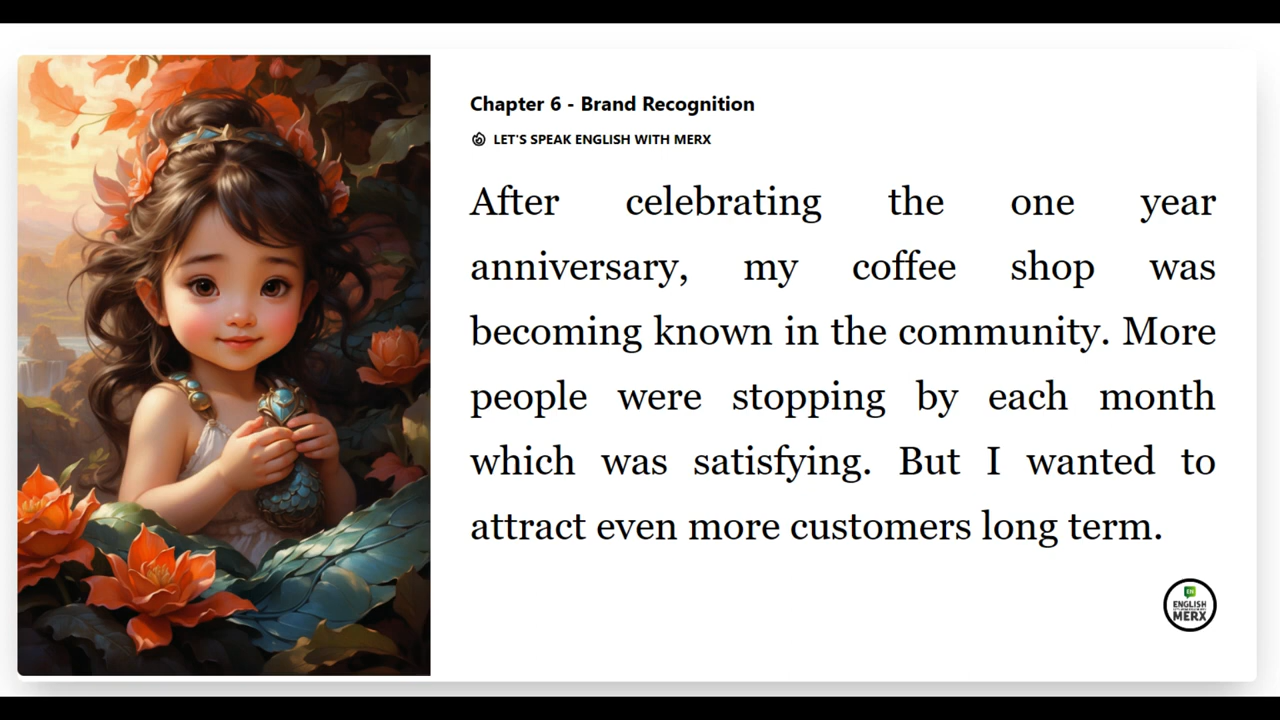 Chapter 6 - Brand Recognition
LET'S SPEAK ENGLISH WITH MERX
After celebrating the one year
anniversary, my coffee shop was
becoming known in the community. More
people were stopping by each month
which was satisfying. But I wanted to
attract even more customers long term.
EN
ENGLISH
MERX